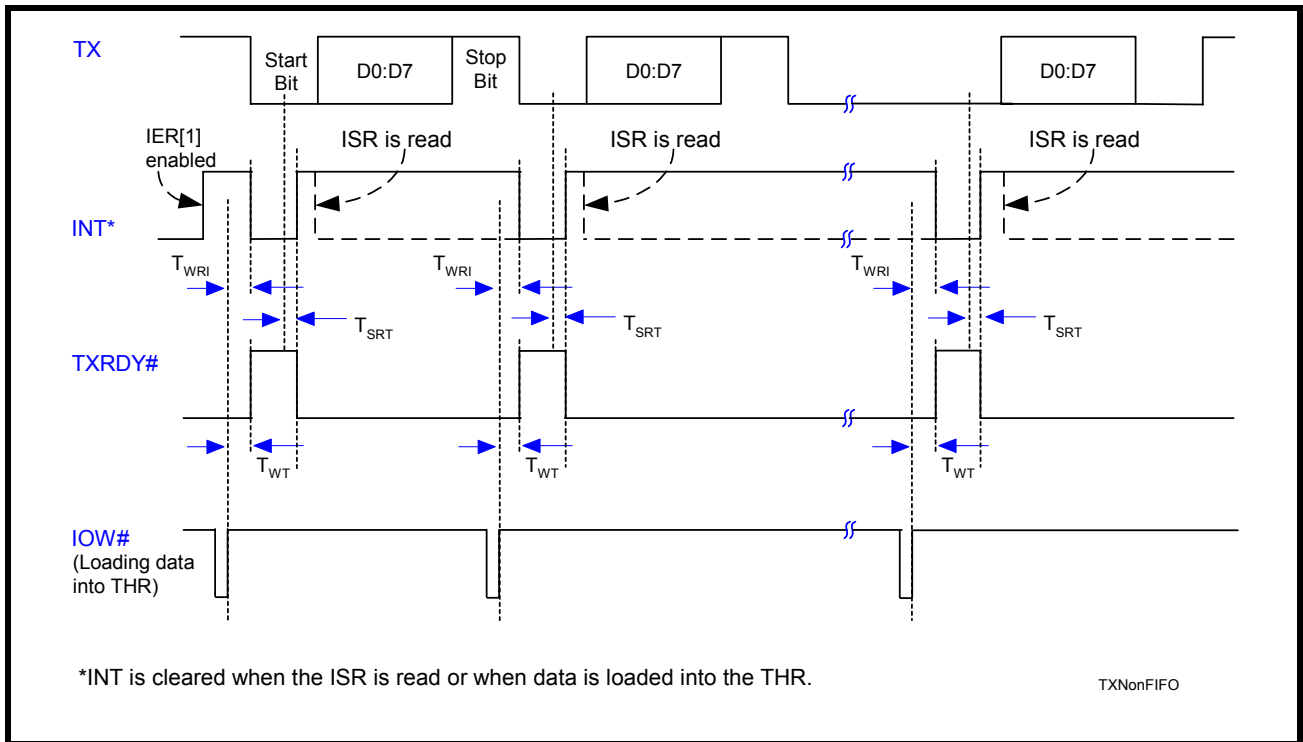 TX
Start
Bit
D0:D7
Stop
Bit
D0:D7
D0:D7
IER[1]
enabled
ISR is read
ISR is read
ISR is read
INT*
TWRI
TWRI
TWRI
TSRT
TSRT
TSRT
TXRDY#
TWT
TWT
TWT
IOW#
(Loading data
into THR)
*INT is cleared when the ISR is read or when data is loaded into the THR.
TXNonFIFO